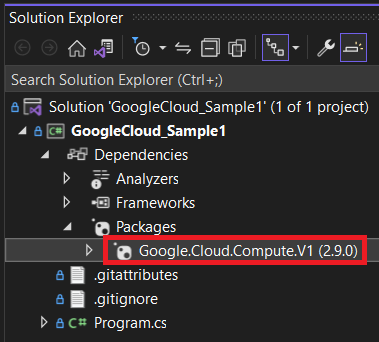 Solution Explorer
Search Solution Explorer (Ctrl+;)
Solution 'GoogleCloud_Sample1' (1 of 1 project)
C# GoogleCloud_Sample1
Dependencies
Analyzers
Frameworks
Packages
Google.Cloud.Compute.V1 (2.9.0)
.gitattributes
.gitignore
C# Program.cs